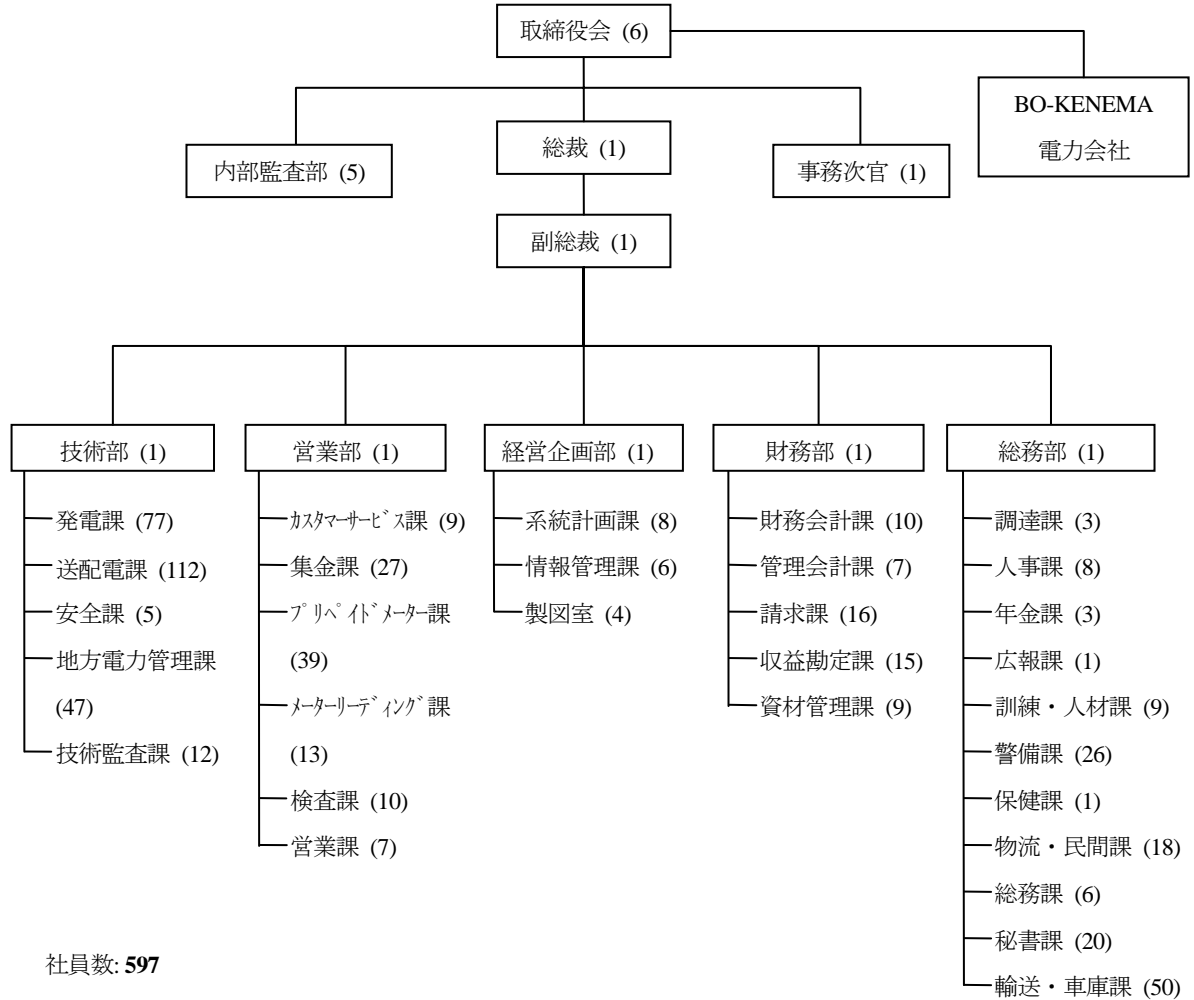 取締役会 (6)
BO-KENEMA
電力会社
内部監査部 (5)
総裁 (1)
事務次官 (1)
副総裁 (1)
技術部 (1)
発電課 (77)
送配電課 (112)
安全課 (5)
地方電力管理課
(47)
技術監査課 (12)
営業部 (1)
ｶｽﾀﾏｰｻｰﾋﾞｽ課 (9)
集金課 (27)
ﾌﾟﾘﾍﾟｲﾄﾞﾒｰﾀｰ課
(39)
ﾒｰﾀｰﾘｰﾃﾞｨﾝｸﾞ課
(13)
検査課 (10)
営業課 (7)
経営企画部 (1)
系統計画課 (8)
情報管理課 (6)
製図室 (4)
財務部 (1)
財務会計課 (10)
管理会計課 (7)
請求課 (16)
収益勘定課 (15)
資材管理課 (9)
総務部 (1)
調達課 (3)
人事課 (8)
年金課 (3)
広報課 (1)
訓練・人材課 (9)
警備課 (26)
保健課 (1)
物流・民間課 (18)
総務課 (6)
秘書課 (20)
輸送・車庫課 (50)
社員数: 597